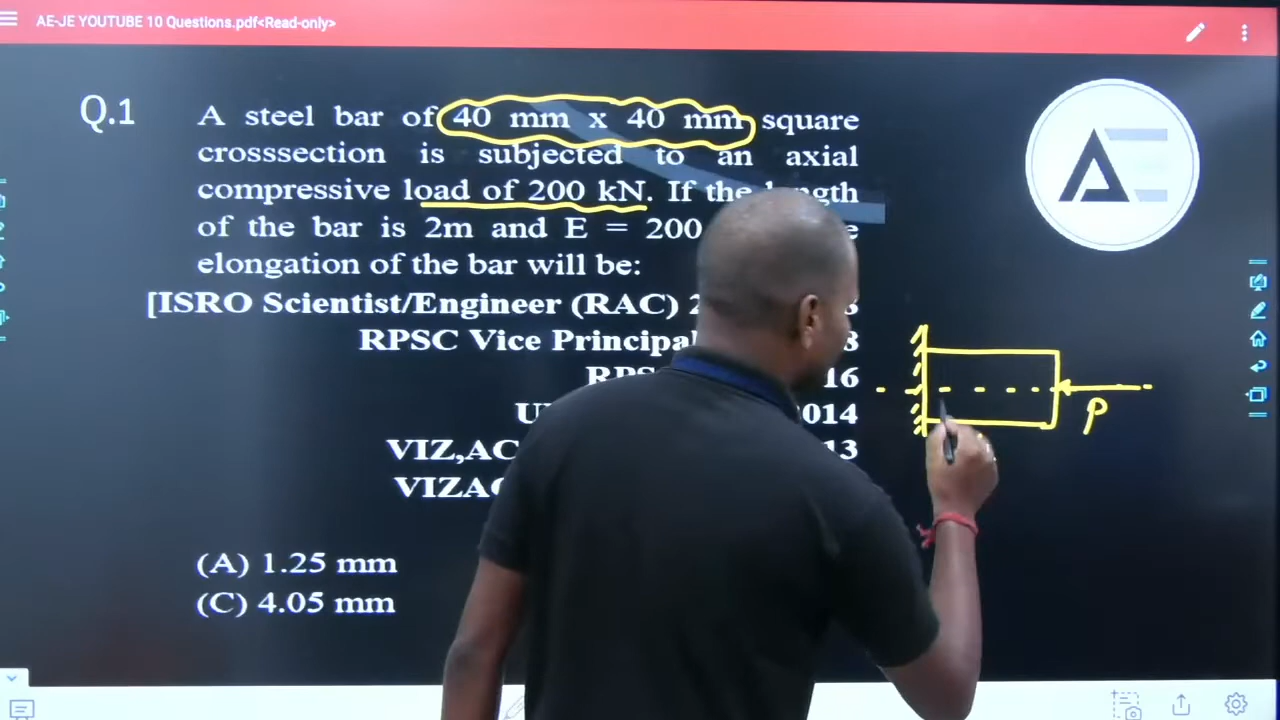 AE-JE YOUTUBE 10 Questions.pdf<Read-only>
Q.1 A steel bar of 40 mm x 40 mm square
crosssection is subjected to an axial
compressive load of 200 kN. If the
of the bar is 2m and E = 200
elongation of the bar will be:
[ISRO Scientist/Engineer (RAC)
RPSC Vice Principal
16
2014
VIZ,AC 13
(A) 1.25 mm
(C) 4.05 mm
P
AE